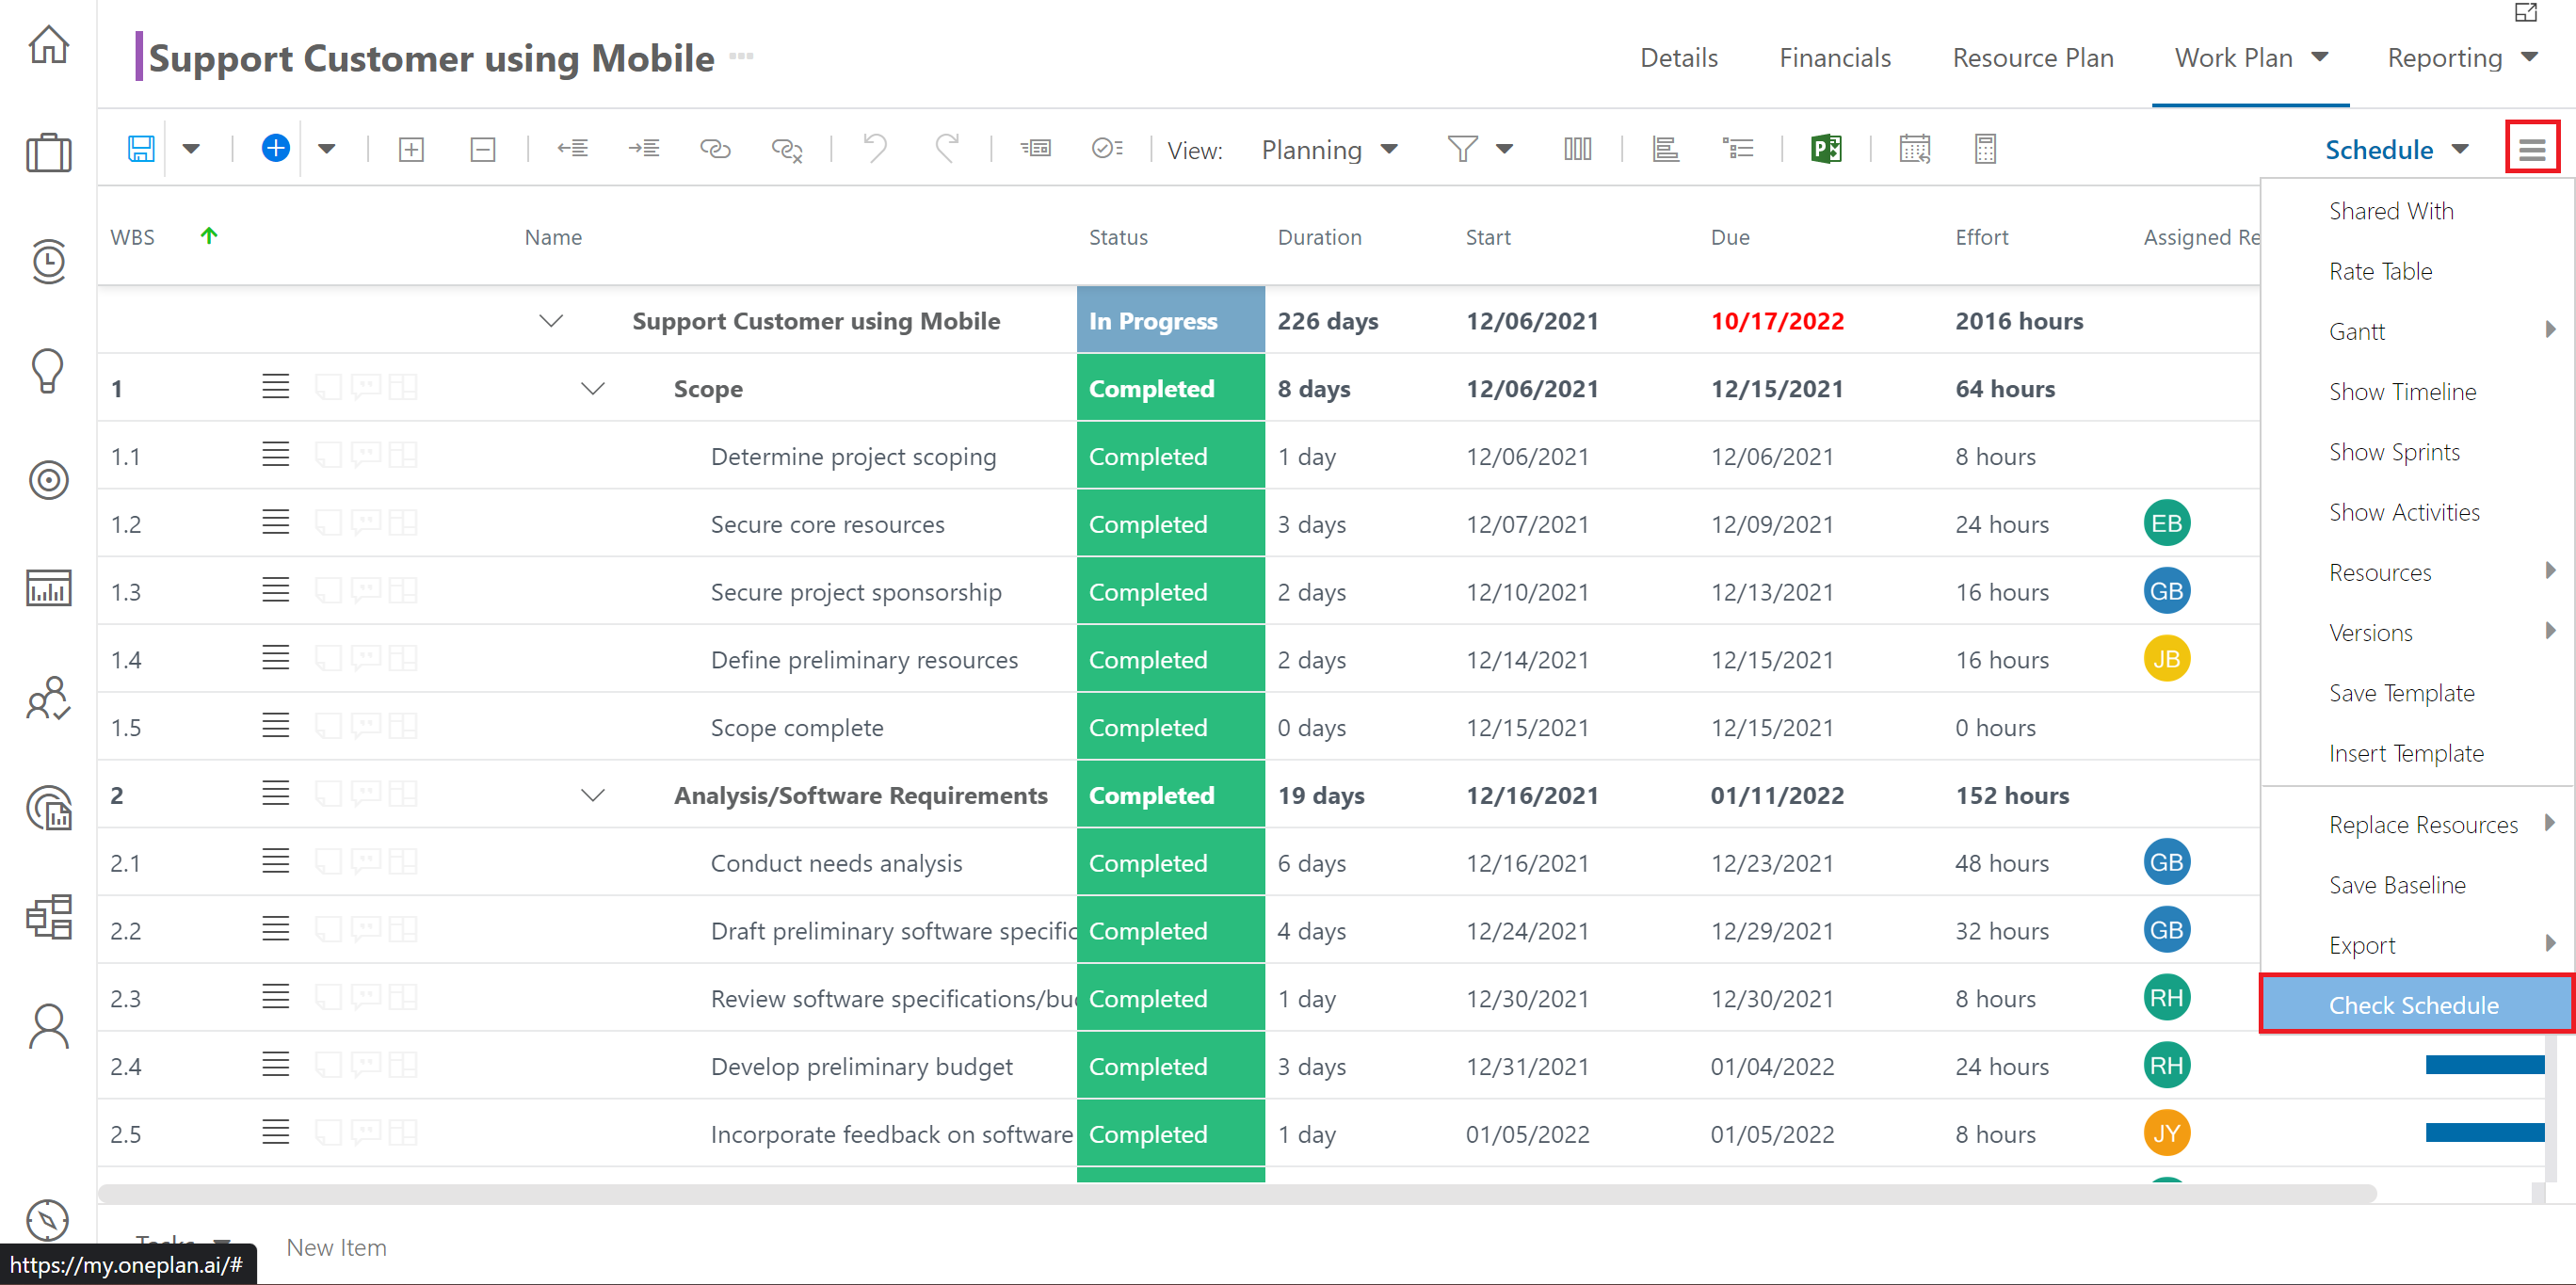 Support Customer using Mobile
Details Financials Resource Plan Work Plan Reporting
View: Planning Schedule
WBS Name Status Duration Start Due Effort Assigned Re
Support Customer using Mobile In Progress 226 days 12/06/2021 10/17/2022 2016 hours
1 Scope Completed 8 days 12/06/2021 12/15/2021 64 hours
1.1 Determine project scoping Completed 1 day 12/06/2021 12/06/2021 8 hours
1.2 Secure core resources Completed 3 days 12/07/2021 12/09/2021 24 hours EB
1.3 Secure project sponsorship Completed 2 days 12/10/2021 12/13/2021 16 hours GB
1.4 Define preliminary resources Completed 2 days 12/14/2021 12/15/2021 16 hours JB
1.5 Scope complete Completed 0 days 12/15/2021 12/15/2021 0 hours
2 Analysis/Software Requirements Completed 19 days 12/16/2021 01/11/2022 152 hours
2.1 Conduct needs analysis Completed 6 days 12/16/2021 12/23/2021 48 hours GB
2.2 Draft preliminary software specific Completed 4 days 12/24/2021 12/29/2021 32 hours GB
2.3 Review software specifications/bu Completed 1 day 12/30/2021 12/30/2021 8 hours RH
2.4 Develop preliminary budget Completed 3 days 12/31/2021 01/04/2022 24 hours RH
2.5 Incorporate feedback on software Completed 1 day 01/05/2022 01/05/2022 8 hours JY
Shared With
Rate Table
Gantt
Show Timeline
Show Sprints
Show Activities
Resources
Versions
Save Template
Insert Template
Replace Resources
Save Baseline
Export
Check Schedule
Tasks New Item
https://my.oneplan.ai/#